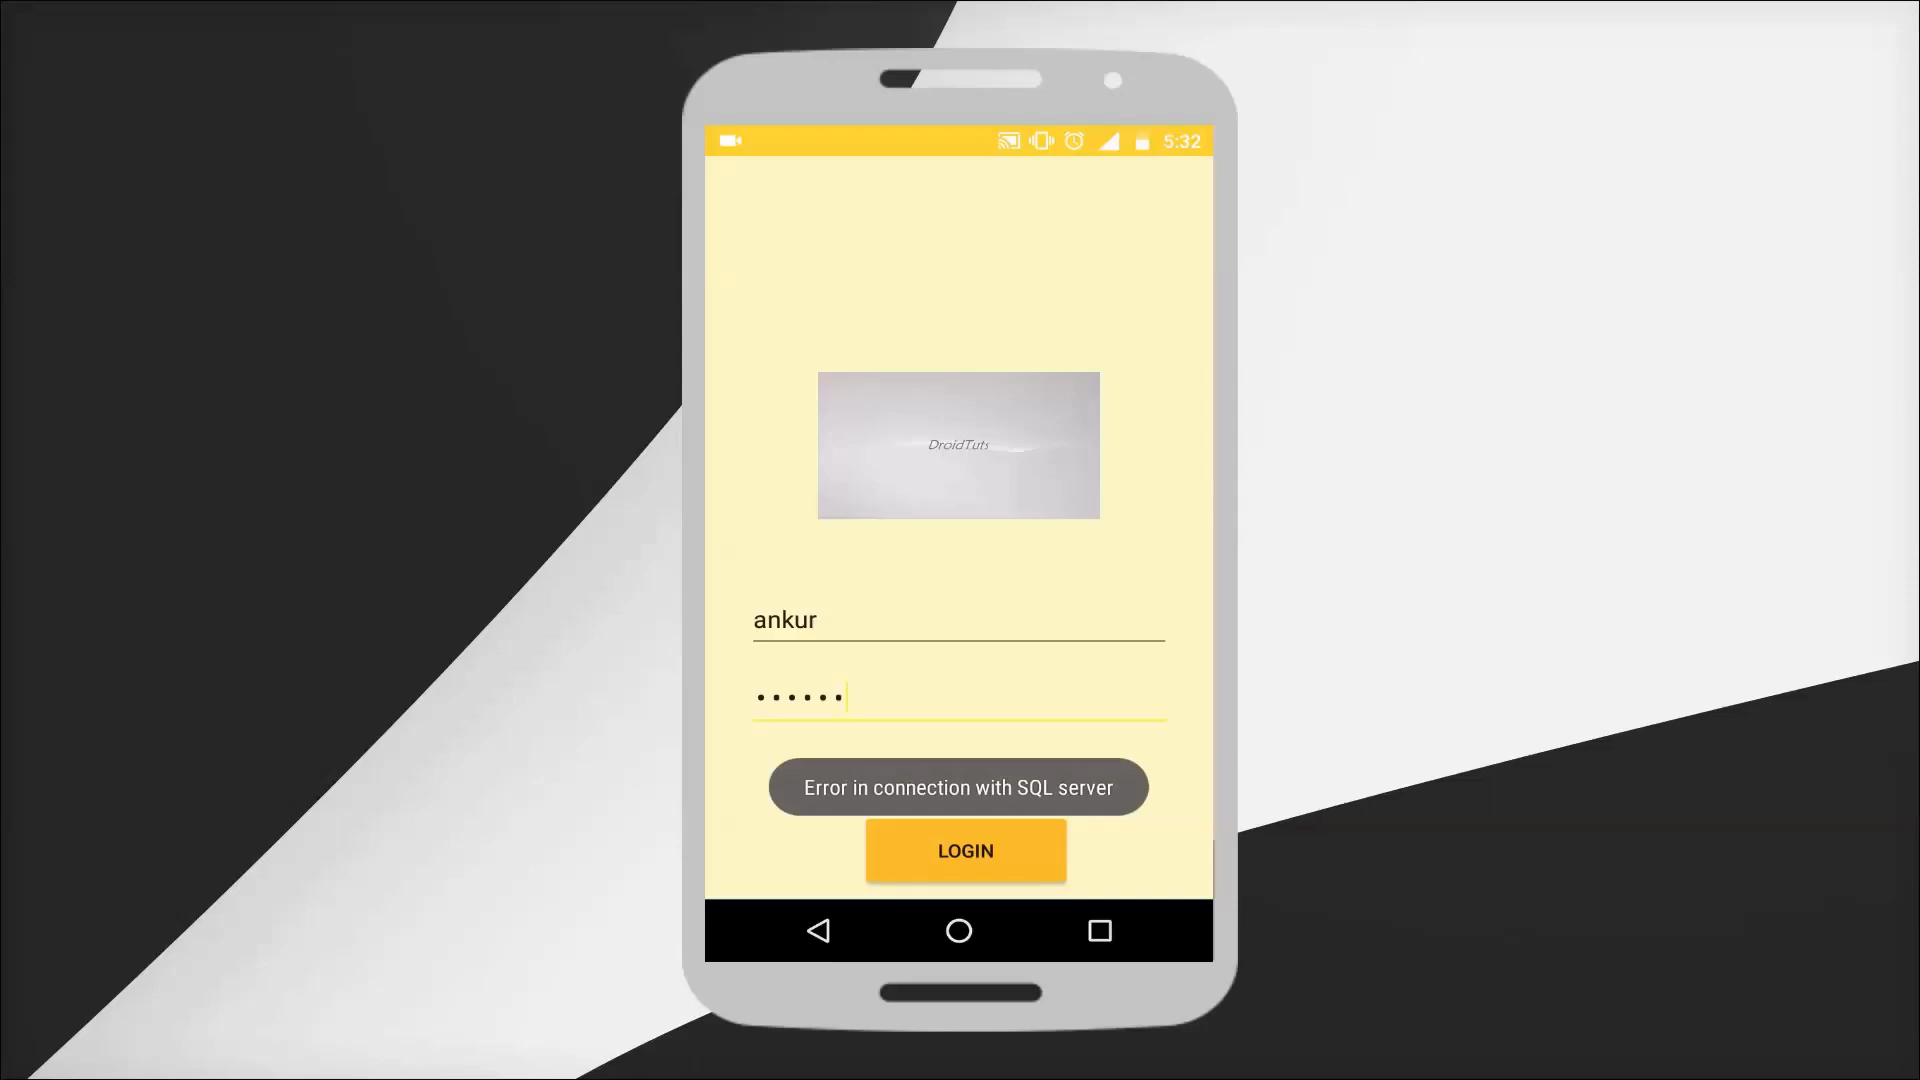 5:32
DroidTuts
ankur
Error in connection with SQL server
LOGIN